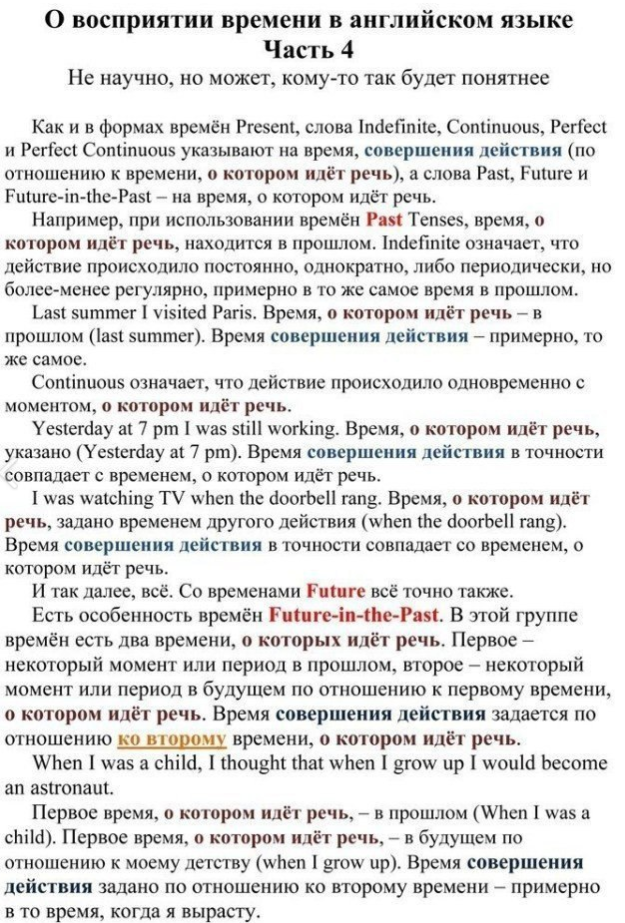 О восприятии времени в английском языке
Часть 4
Не научно, но может, кому-то так будет понятнее
Как и в формах времён Present, слова Indefinite, Continuous, Perfect
и Perfect Continuous указывают на время, совершения действия (по
отношению к времени, о котором идёт речь), а слова Past, Future и
Future-in-the-Past – на время, о котором идёт речь.
Например, при использовании времён Past Tenses, время, о
котором идёт речь, находится в прошлом. Indefinite означает, что
действие происходило постоянно, однократно, либо периодически, но
более-менее регулярно, примерно в то же самое время в прошлом.
Last summer I visited Paris. Время, о котором идёт речь – в
прошлом (last summer). Время совершения действия – примерно, то
же самое.
Continuous означает, что действие происходило одновременно с
моментом, о котором идёт речь.
Yesterday at 7 pm I was still working. Время, о котором идёт речь,
указано (Yesterday at 7 pm). Время совершения действия в точности
совпадает с временем, о котором идёт речь.
I was watching TV when the doorbell rang. Время, о котором идёт
речь, задано временем другого действия (when the doorbell rang).
Время совершения действия в точности совпадает со временем, о
котором идёт речь.
И так далее, всё. Со временами Future всё точно также.
Есть особенность времён Future-in-the-Past. В этой группе
времён есть два времени, о которых идёт речь. Первое –
некоторый момент или период в прошлом, второе – некоторый
момент или период в будущем по отношению к первому времени,
о котором идёт речь. Время совершения действия задается по
отношению ко второму времени, о котором идёт речь.
When I was a child, I thought that when I grow up I would become
an astronaut.
Первое время, о котором идёт речь, – в прошлом (When I was a
child). Первое время, о котором идёт речь, – в будущем по
отношению к моему детству (when I grow up). Время совершения
действия задано по отношению ко второму времени – примерно
в то время, когда я вырасту.